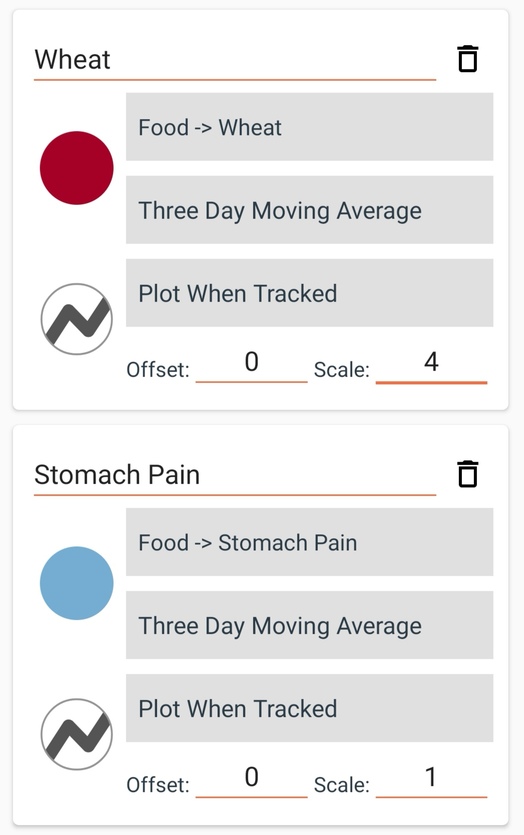 Wheat
Food -> Wheat
Three Day Moving Average
Plot When Tracked
Offset: 0 Scale: 4
Stomach Pain
Food -> Stomach Pain
Three Day Moving Average
Plot When Tracked
Offset: 0 Scale: 1